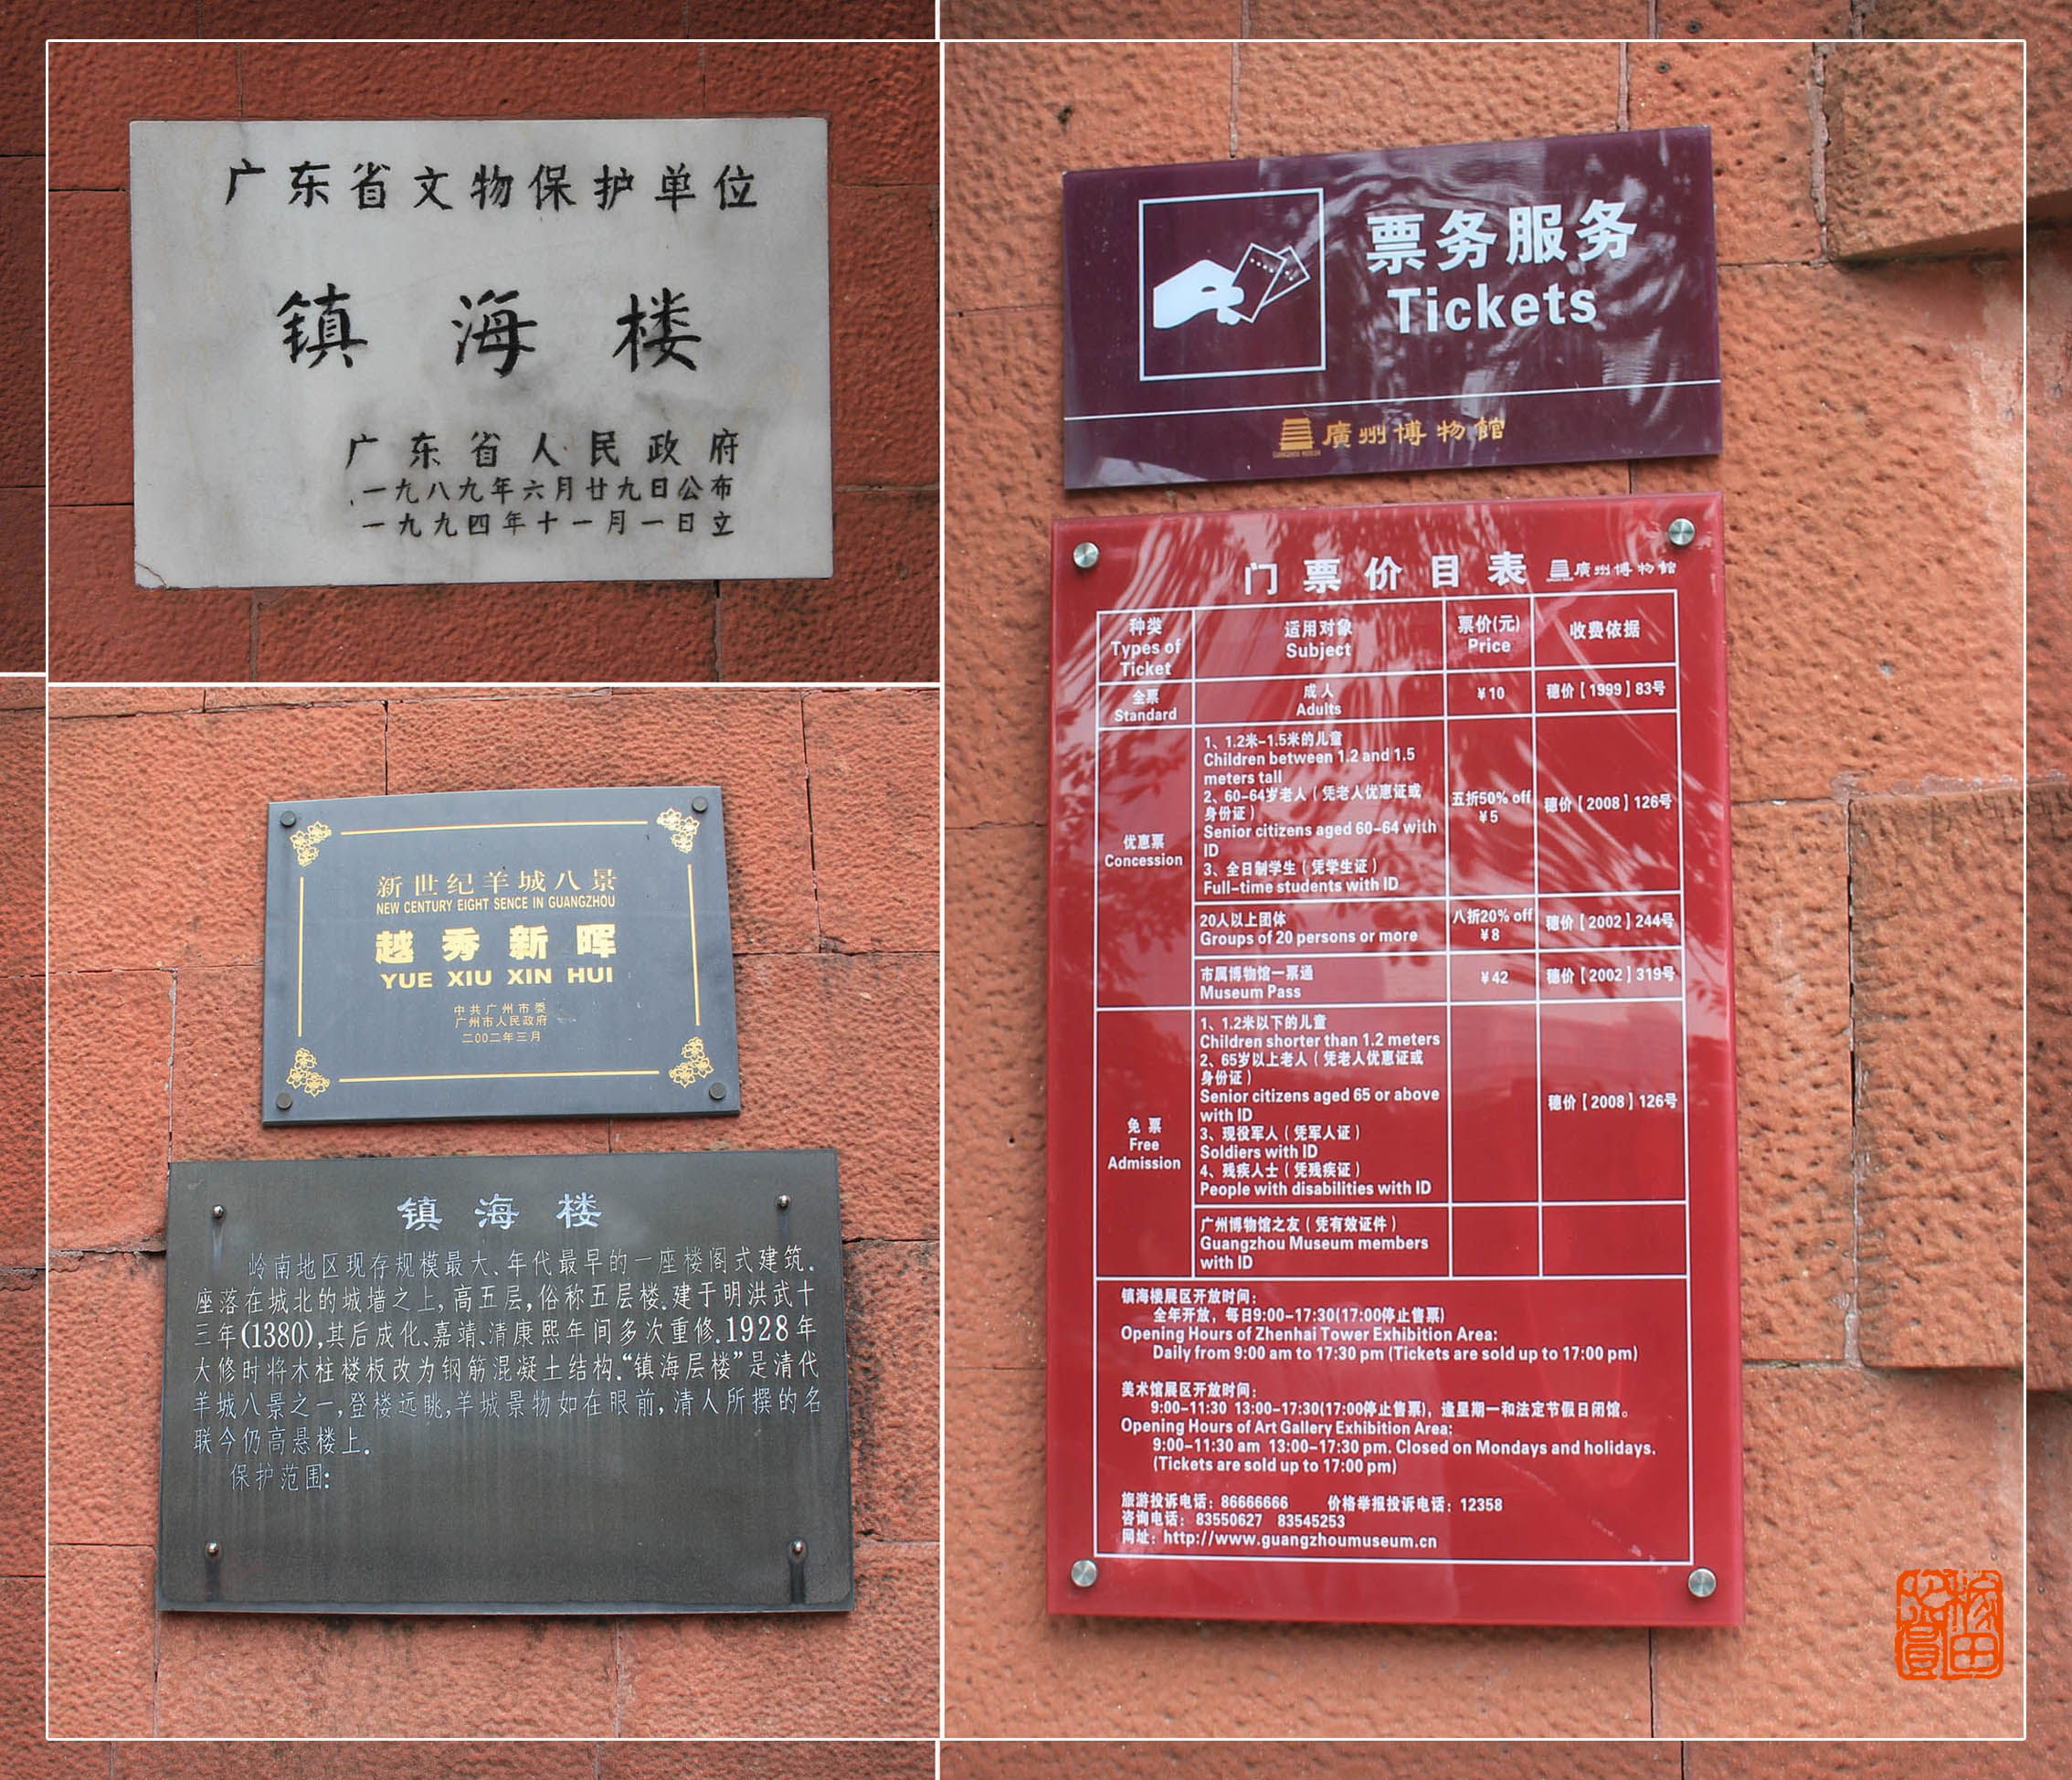 广东省文物保护单位
镇海楼
广东省人民政府
一九八九年六月廿九日公布
一九九四年十一月一日立
新世纪羊城八景
NEW CENTURY EIGHT SENCE IN GUANGZHOU
越秀新晖
YUE XIU XIN HUI
中共广州市委
广州市人民政府
二00二年三月
镇海楼
岭南地区现存规模最大、年代最早的一座楼阁式建筑.
座落在城北的城墙之上,高五层,俗称五层楼.建于明洪武十
三年(1380),其后成化、嘉靖、清康熙年间多次重修.1928年
大修时将木柱楼板改为钢筋混凝土结构.“镇海层楼”是清代
羊城八景之一,登楼远眺,羊城景物如在眼前,清人所撰的名
联今仍高悬楼上.
保护范围:
票务服务
Tickets
廣州博物館
GUANGZHOU MUSEUM
门票价目表
廣州博物館
种类
Types of
Ticket
适用对象
Subject
票价(元)
Price
收费依据
全票
Standard
成人
Adults
¥10
穗价【1999】83号
优惠票
Concession
1、1.2米-1.5米的儿童
Children between 1.2 and 1.5
meters tall
2、60-64岁老人（凭老人优惠证或
身份证）
Senior citizens aged 60-64 with
ID
3、全日制学生（凭学生证）
Full-time students with ID
五折50% off
¥5
穗价【2008】126号
20人以上团体
Groups of 20 persons or more
八折20% off
¥8
穗价【2002】244号
市属博物馆一票通
Museum Pass
¥42
穗价【2002】319号
免票
Free
Admission
1、1.2米以下的儿童
Children shorter than 1.2 meters
2、65岁以上老人（凭老人优惠证或
身份证）
Senior citizens aged 65 or above
with ID
3、现役军人（凭军人证）
Soldiers with ID
4、残疾人士（凭残疾证）
People with disabilities with ID
穗价【2008】126号
广州博物馆之友（凭有效证件）
Guangzhou Museum members
with ID
镇海楼展区开放时间：
全年开放，每日9:00-17:30(17:00停止售票)
Opening Hours of Zhenhai Tower Exhibition Area:
Daily from 9:00 am to 17:30 pm (Tickets are sold up to 17:00 pm)
美术馆展区开放时间：
9:00-11:30 13:00-17:30(17:00停止售票)，逢星期一和法定节假日闭馆。
Opening Hours of Art Gallery Exhibition Area:
9:00-11:30 am 13:00-17:30 pm. Closed on Mondays and holidays.
(Tickets are sold up to 17:00 pm)
旅游投诉电话：86666666 价格举报投诉电话：12358
咨询电话：83550627 83545253
网址：http://www.guangzhoumuseum.cn